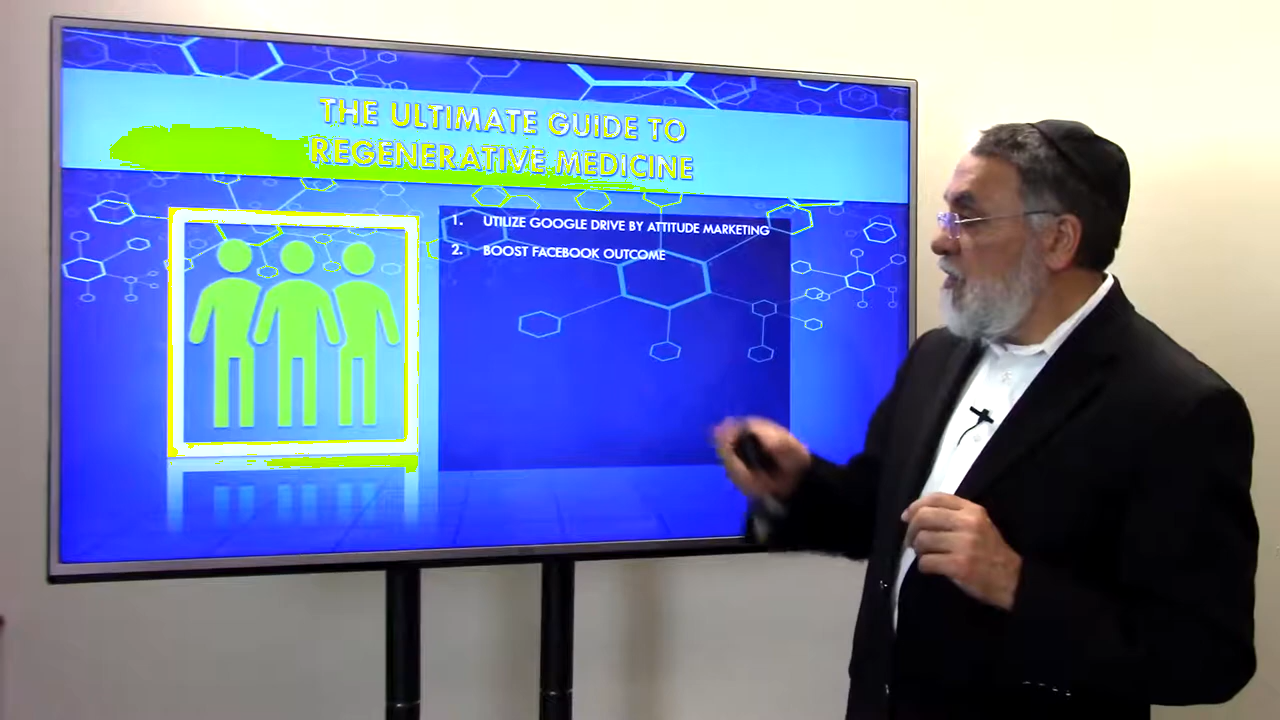 THE ULTIMATE GUIDE TO
REGENERATIVE MEDICINE
1. UTILIZE GOOGLE DRIVE BY ATTITUDE MARKETING
2. BOOST FACEBOOK OUTCOME